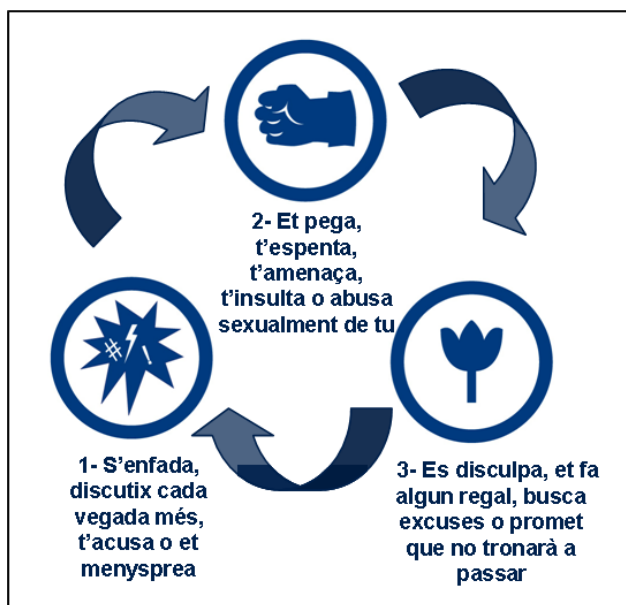 2- Et pega,
t'espenta,
t'amenaça,
t'insulta o abusa
sexualment de tu
#!
1- S'enfada,
discutix cada
vegada més,
t'acusa o et
menysprea
3- Es disculpa, et fa
algun regal, busca
excuses o promet
que no tronarà a
passar